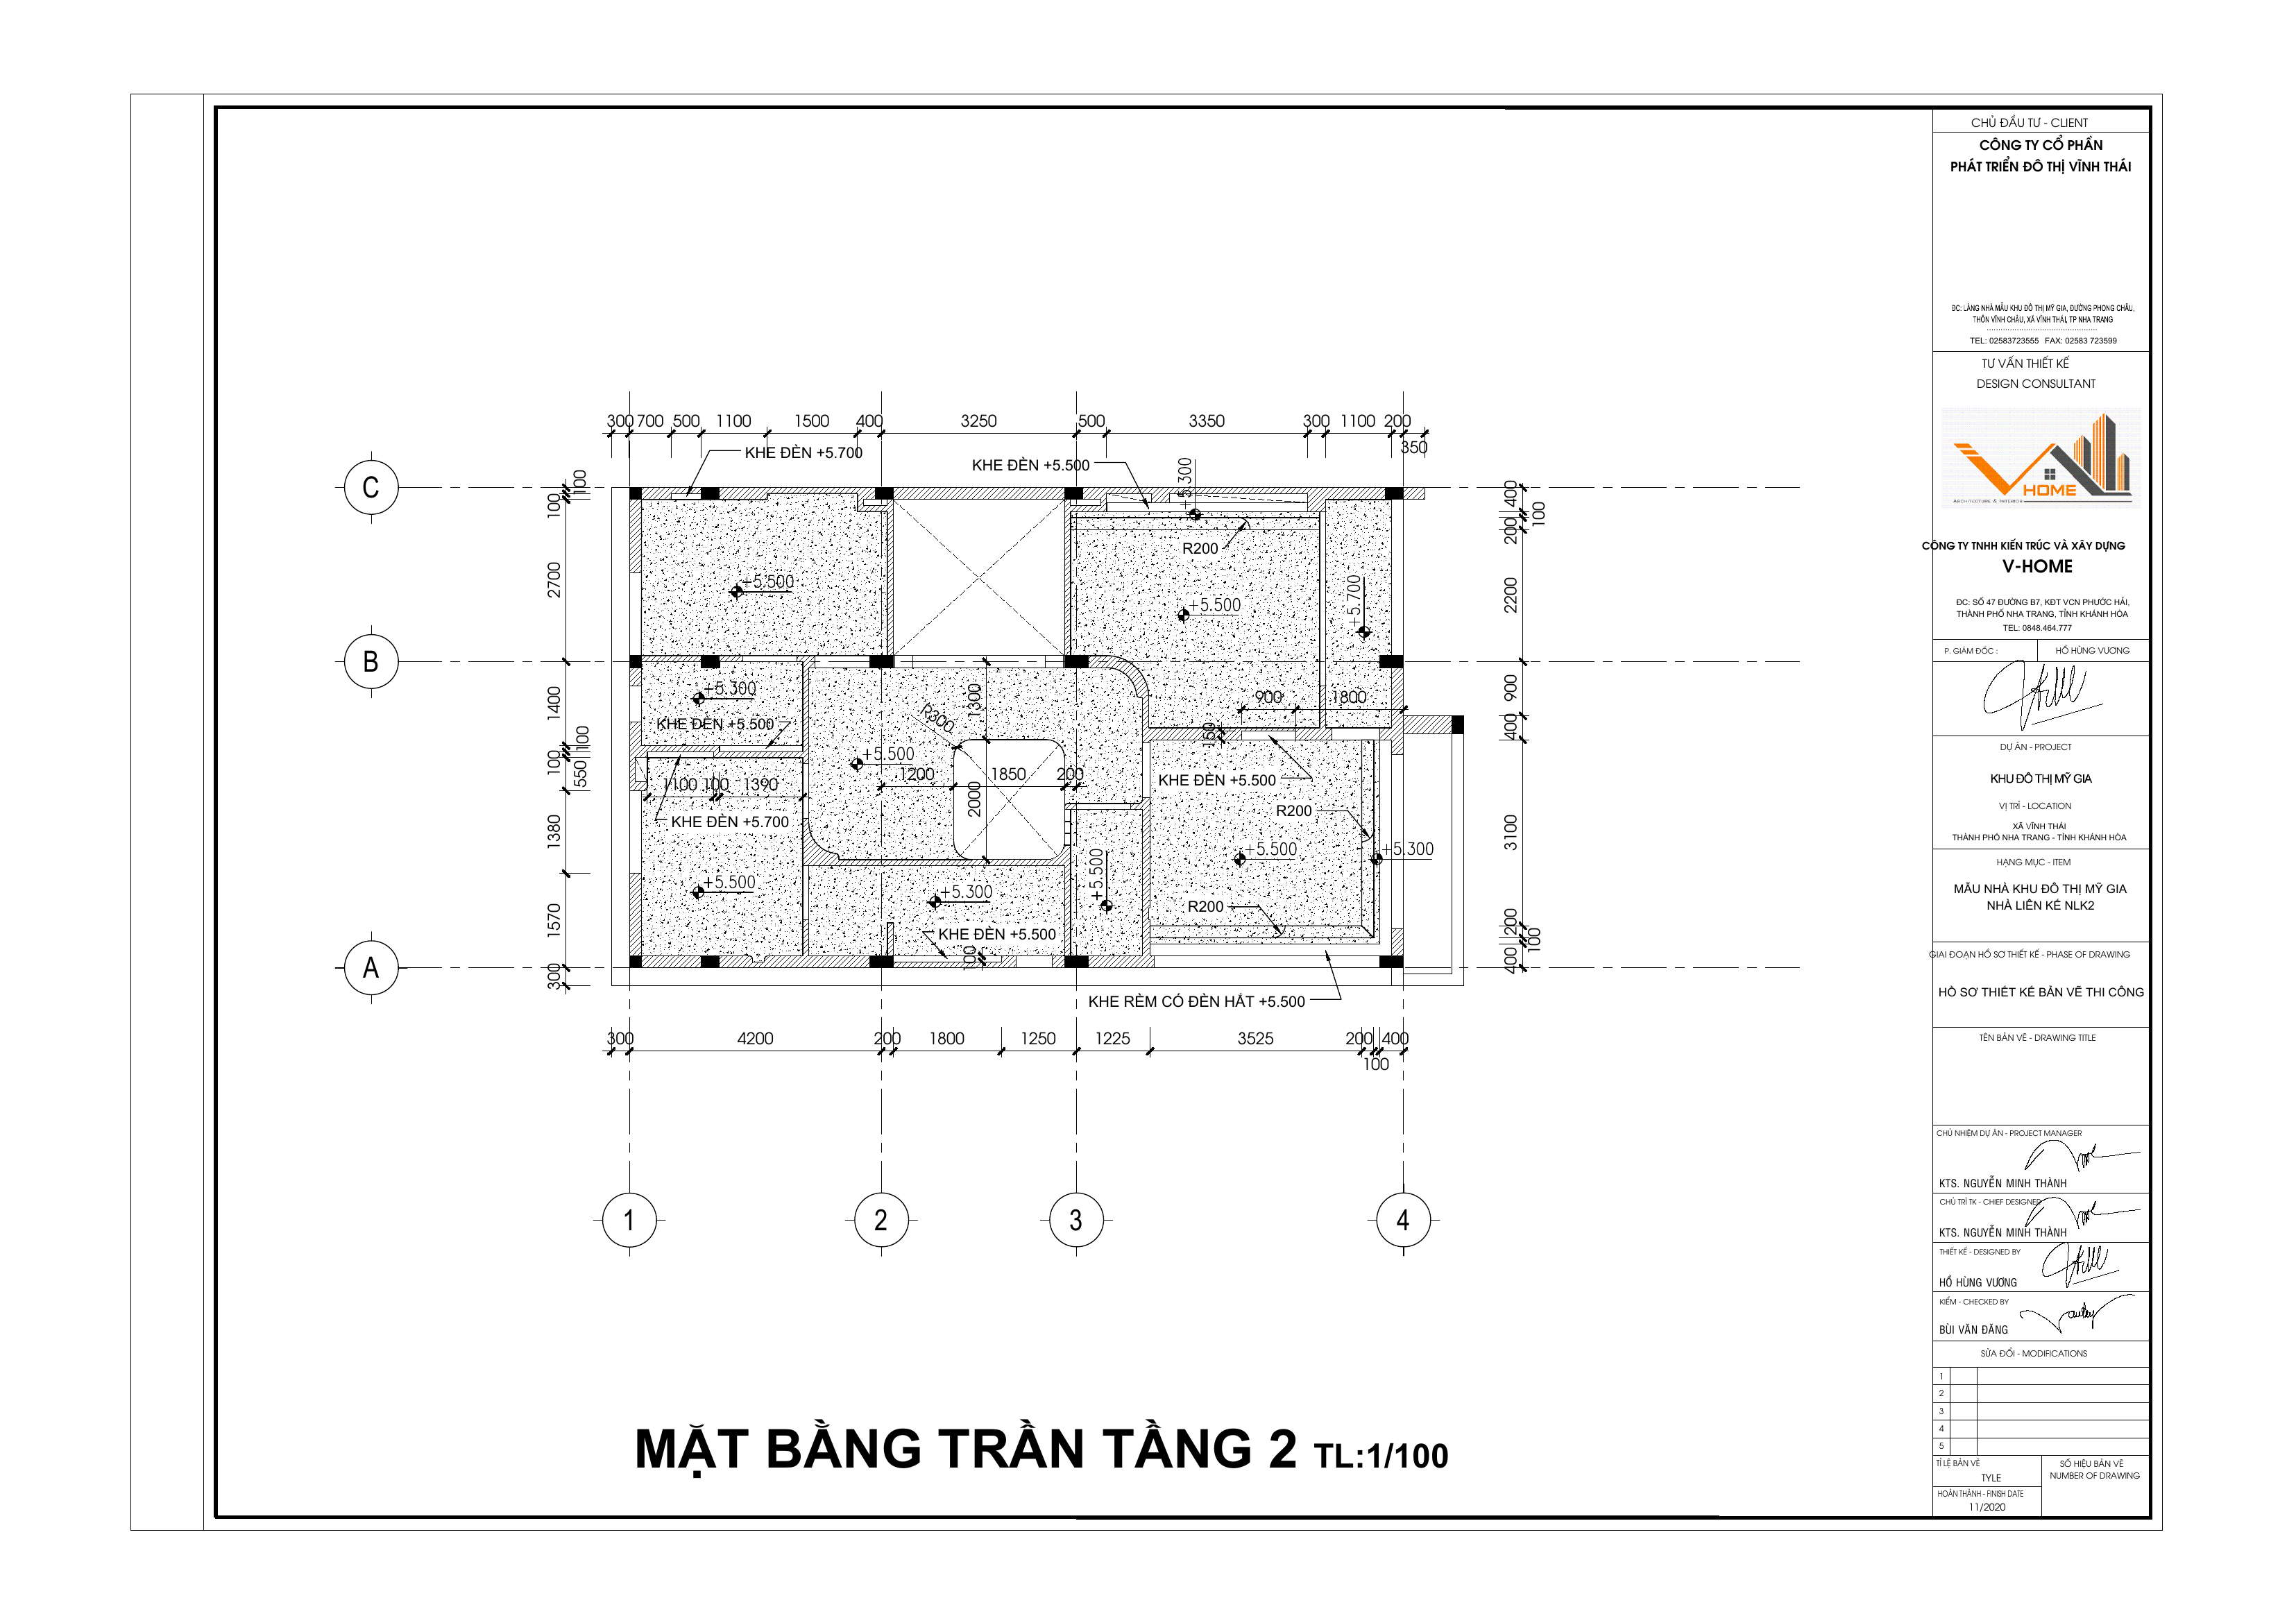 300 700 500 1100 1500 400 3250 500 3350 300 1100 200
350
KHE ĐÈN +5.700
KHE ĐÈN +5.500
+5.300
C
100
100
2700
400
100
200
2200
R200
+5.500
+5.500
+5.700
B
+5.300
1400
KHE ĐÈN +5.500
R300
1300
900 1800
900
400
150
100
100
550
+5.500
1200 1850 200
2000
KHE ĐÈN +5.500
1100 100 1390
KHE ĐÈN +5.700
R200
1380
3100
+5.500
+5.300
+5.500
+5.500
+5.300
R200
1570
KHE ĐÈN +5.500
100
200
100
400
A
300
KHE RÈM CÓ ĐÈN HẮT +5.500
300 4200 200 1800 1250 1225 3525 200 400
100
1 2 3 4
MẶT BẰNG TRẦN TẦNG 2 TL:1/100
CHỦ ĐẦU TƯ - CLIENT
CÔNG TY CỔ PHẦN
PHÁT TRIỂN ĐÔ THỊ VĨNH THÁI
ĐC: LÀNG NHÀ MẪU KHU ĐÔ THỊ MỸ GIA, ĐƯỜNG PHONG CHÂU,
THÔN VĨNH CHÂU, XÃ VĨNH THÁI, TP NHA TRANG
TEL: 02583723555 FAX: 02583 723599
TƯ VẤN THIẾT KẾ
DESIGN CONSULTANT
HOME
ARCHITECTURE & INTERIOR
CÔNG TY TNHH KIẾN TRÚC VÀ XÂY DỰNG
V-HOME
ĐC: SỐ 47 ĐƯỜNG B7, KĐT VCN PHƯỚC HẢI,
THÀNH PHỐ NHA TRANG, TỈNH KHÁNH HÒA
TEL: 0848.464.777
P. GIÁM ĐỐC : HỒ HÙNG VƯƠNG
DỰ ÁN - PROJECT
KHU ĐÔ THỊ MỸ GIA
VỊ TRÍ - LOCATION
XÃ VĨNH THÁI
THÀNH PHỐ NHA TRANG - TỈNH KHÁNH HÒA
HẠNG MỤC - ITEM
MẪU NHÀ KHU ĐÔ THỊ MỸ GIA
NHÀ LIÊN KẾ NLK2
GIAI ĐOẠN HỒ SƠ THIẾT KẾ - PHASE OF DRAWING
HỒ SƠ THIẾT KẾ BẢN VẼ THI CÔNG
TÊN BẢN VẼ - DRAWING TITLE
CHỦ NHIỆM DỰ ÁN - PROJECT MANAGER
KTS. NGUYỄN MINH THÀNH
CHỦ TRÌ TK - CHIEF DESIGNER
KTS. NGUYỄN MINH THÀNH
THIẾT KẾ - DESIGNED BY
HỒ HÙNG VƯƠNG
KIỂM - CHECKED BY
BÙI VĂN ĐĂNG
SỬA ĐỔI - MODIFICATIONS
1
2
3
4
5
TỈ LỆ BẢN VẼ
TYLE
HOÀN THÀNH - FINISH DATE
11/2020
SỐ HIỆU BẢN VẼ
NUMBER OF DRAWING